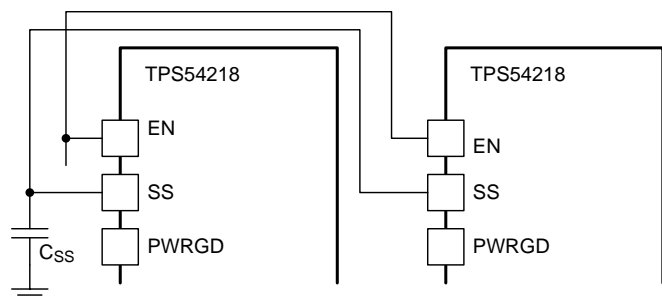 TPS54218
EN
SS
PWRGD
CSS
TPS54218
EN
SS
PWRGD